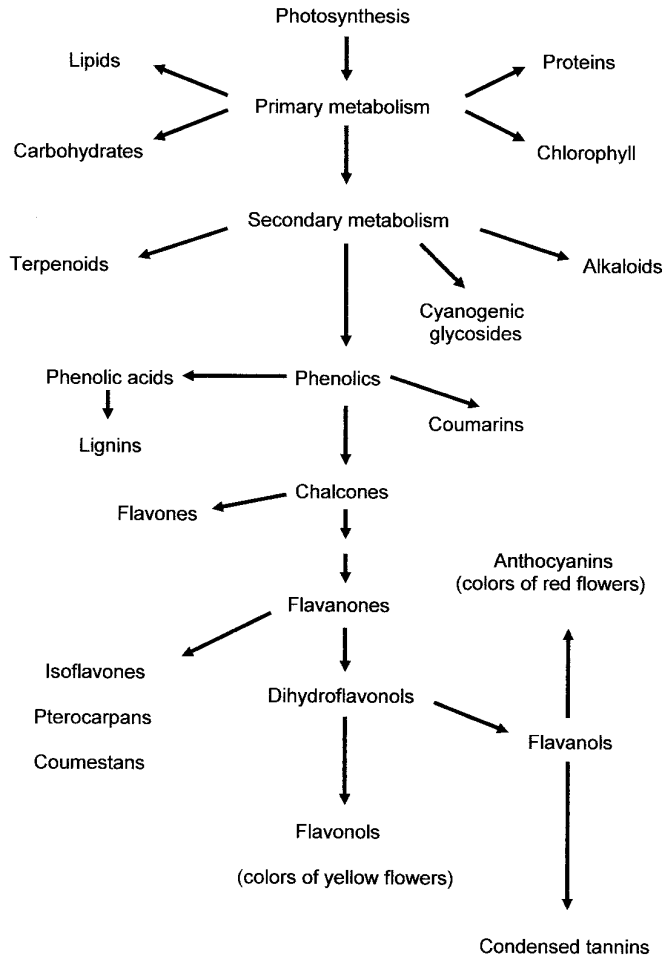 Photosynthesis
Lipids
Proteins
Primary metabolism
Carbohydrates
Chlorophyll
Secondary metabolism
Terpenoids
Alkaloids
Cyanogenic
glycosides
Phenolic acids
Phenolics
Coumarins
Lignins
Chalcones
Flavones
Anthocyanins
(colors of red flowers)
Flavanones
Isoflavones
Dihydroflavonols
Pterocarpans
Flavanols
Coumestans
Flavonols
(colors of yellow flowers)
Condensed tannins